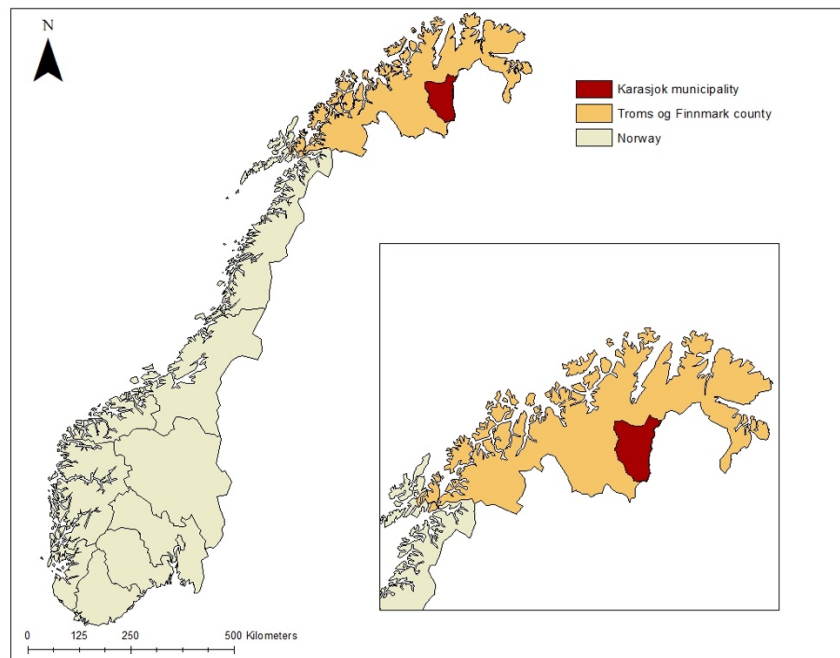 N
Karasjok municipality
Troms og Finnmark county
Norway
0 125 250 500 Kilometers